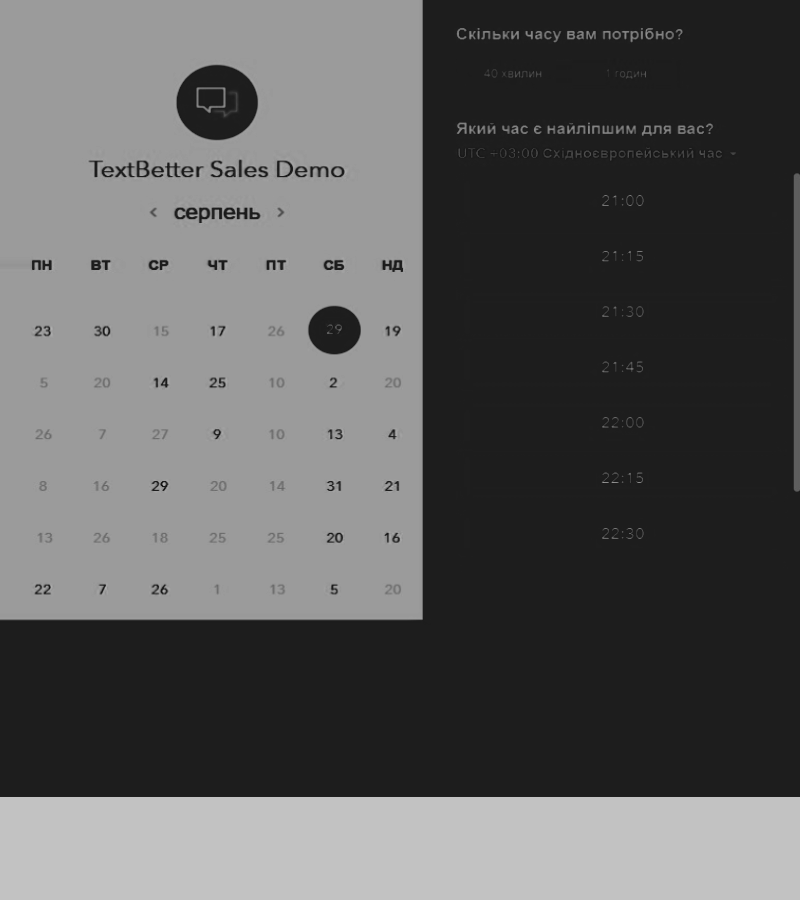 TextBetter Sales Demo
серпень
ПН ВТ СР ЧТ ПТ СБ НД
23 30 15 17 26 29 19
5 20 14 25 10 2 20
26 7 27 9 10 13 4
8 16 29 20 14 31 21
13 26 18 25 25 20 16
22 7 26 1 13 5 20
Скільки часу вам потрібно?
40 хвилин 1 годин
Який час є найліпшим для вас?
UTC +03:00 Східноєвропейський час
21:00
21:15
21:30
21:45
22:00
22:15
22:30